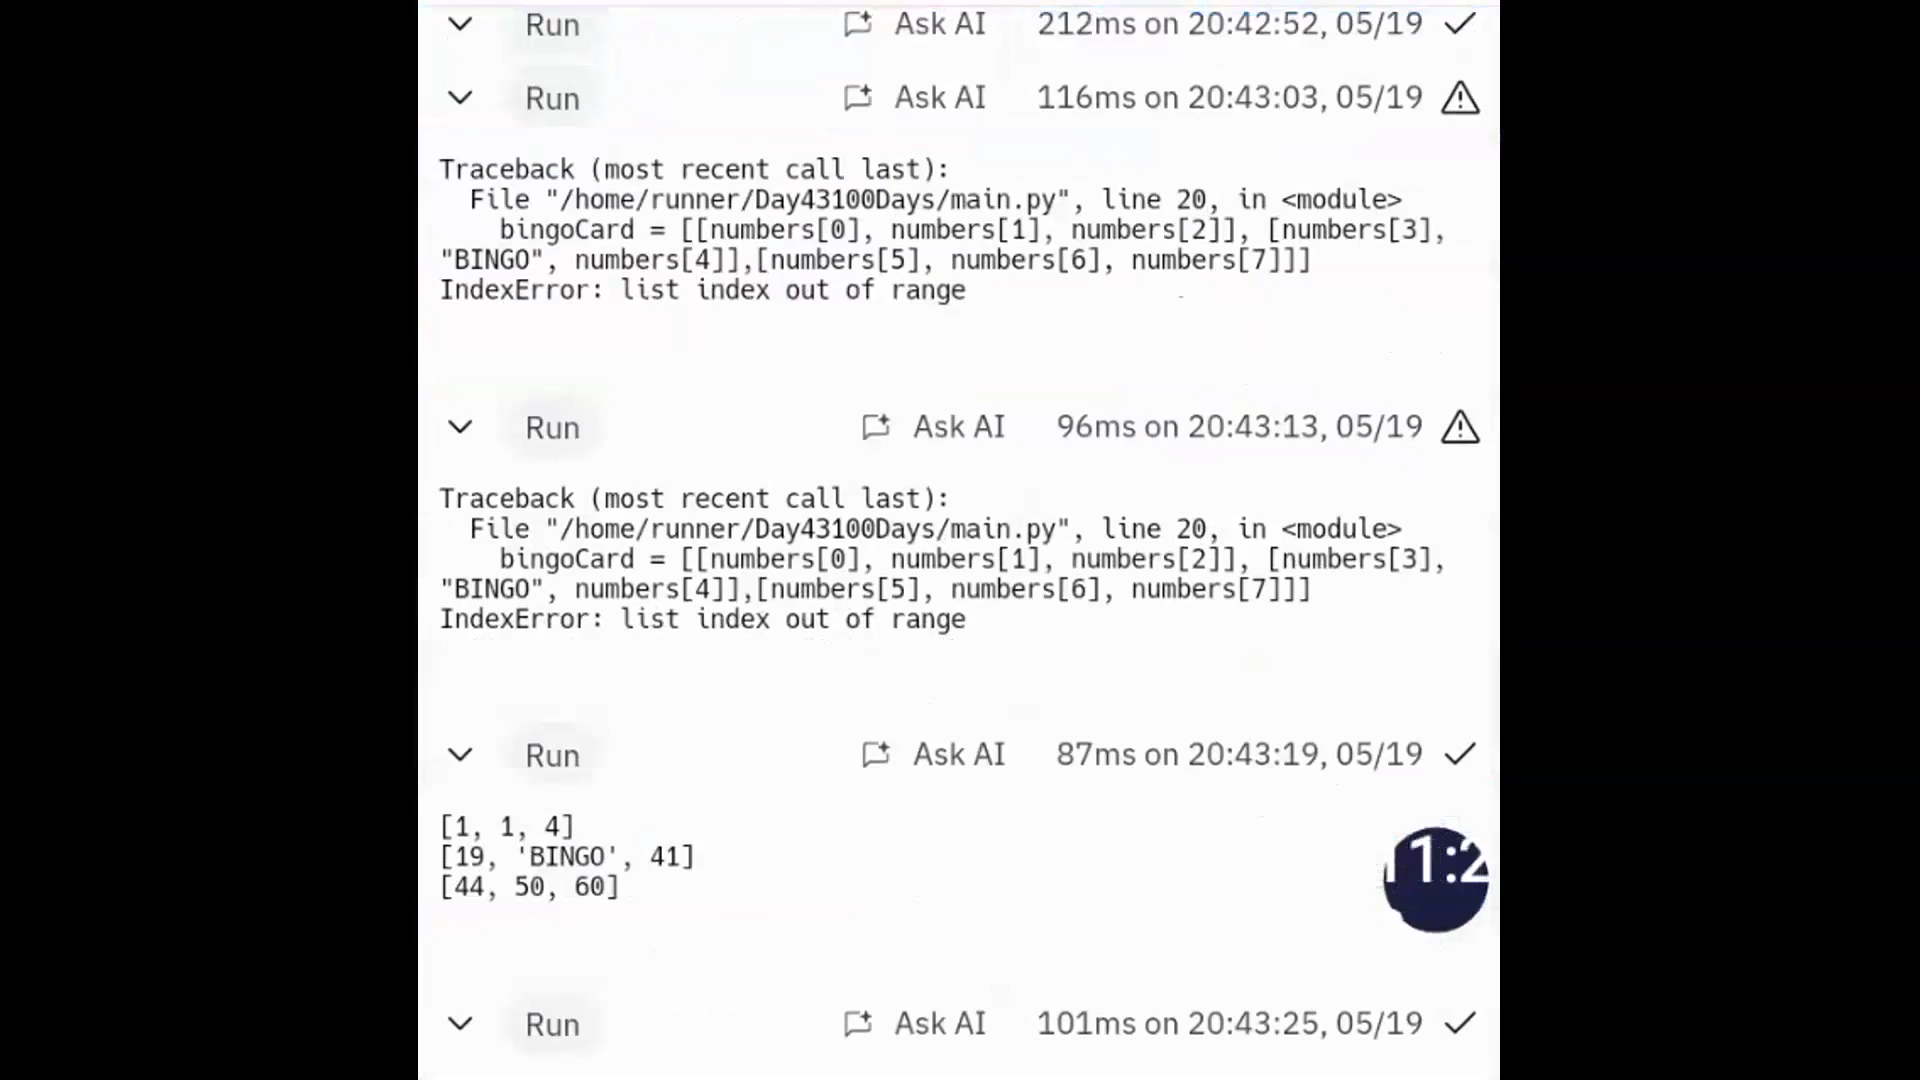 Run Ask AI 212ms on 20:42:52, 05/19
Run Ask AI 116ms on 20:43:03, 05/19
Traceback (most recent call last):
  File "/home/runner/Day43100Days/main.py", line 20, in <module>
    bingoCard = [[numbers[0], numbers[1], numbers[2]], [numbers[3],
"BINGO", numbers[4]],[numbers[5], numbers[6], numbers[7]]]
IndexError: list index out of range
Run Ask AI 96ms on 20:43:13, 05/19
Traceback (most recent call last):
  File "/home/runner/Day43100Days/main.py", line 20, in <module>
    bingoCard = [[numbers[0], numbers[1], numbers[2]], [numbers[3],
"BINGO", numbers[4]],[numbers[5], numbers[6], numbers[7]]]
IndexError: list index out of range
Run Ask AI 87ms on 20:43:19, 05/19
[1, 1, 4]
[19, 'BINGO', 41]
[44, 50, 60]
Run Ask AI 101ms on 20:43:25, 05/19